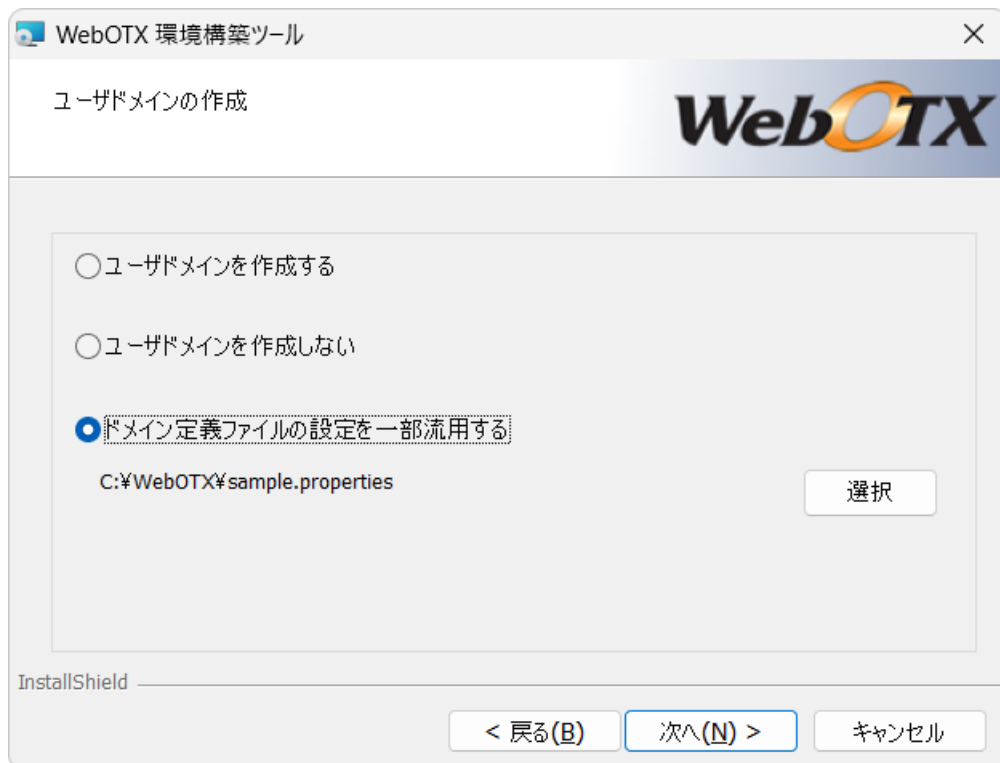 WebOTX 環境構築ツール
ユーザドメインの作成
WebOTX
ユーザドメインを作成する
ユーザドメインを作成しない
ドメイン定義ファイルの設定を一部流用する
C:¥WebOTX¥sample.properties
選択
InstallShield
< 戻る(B)
次へ(N) >
キャンセル